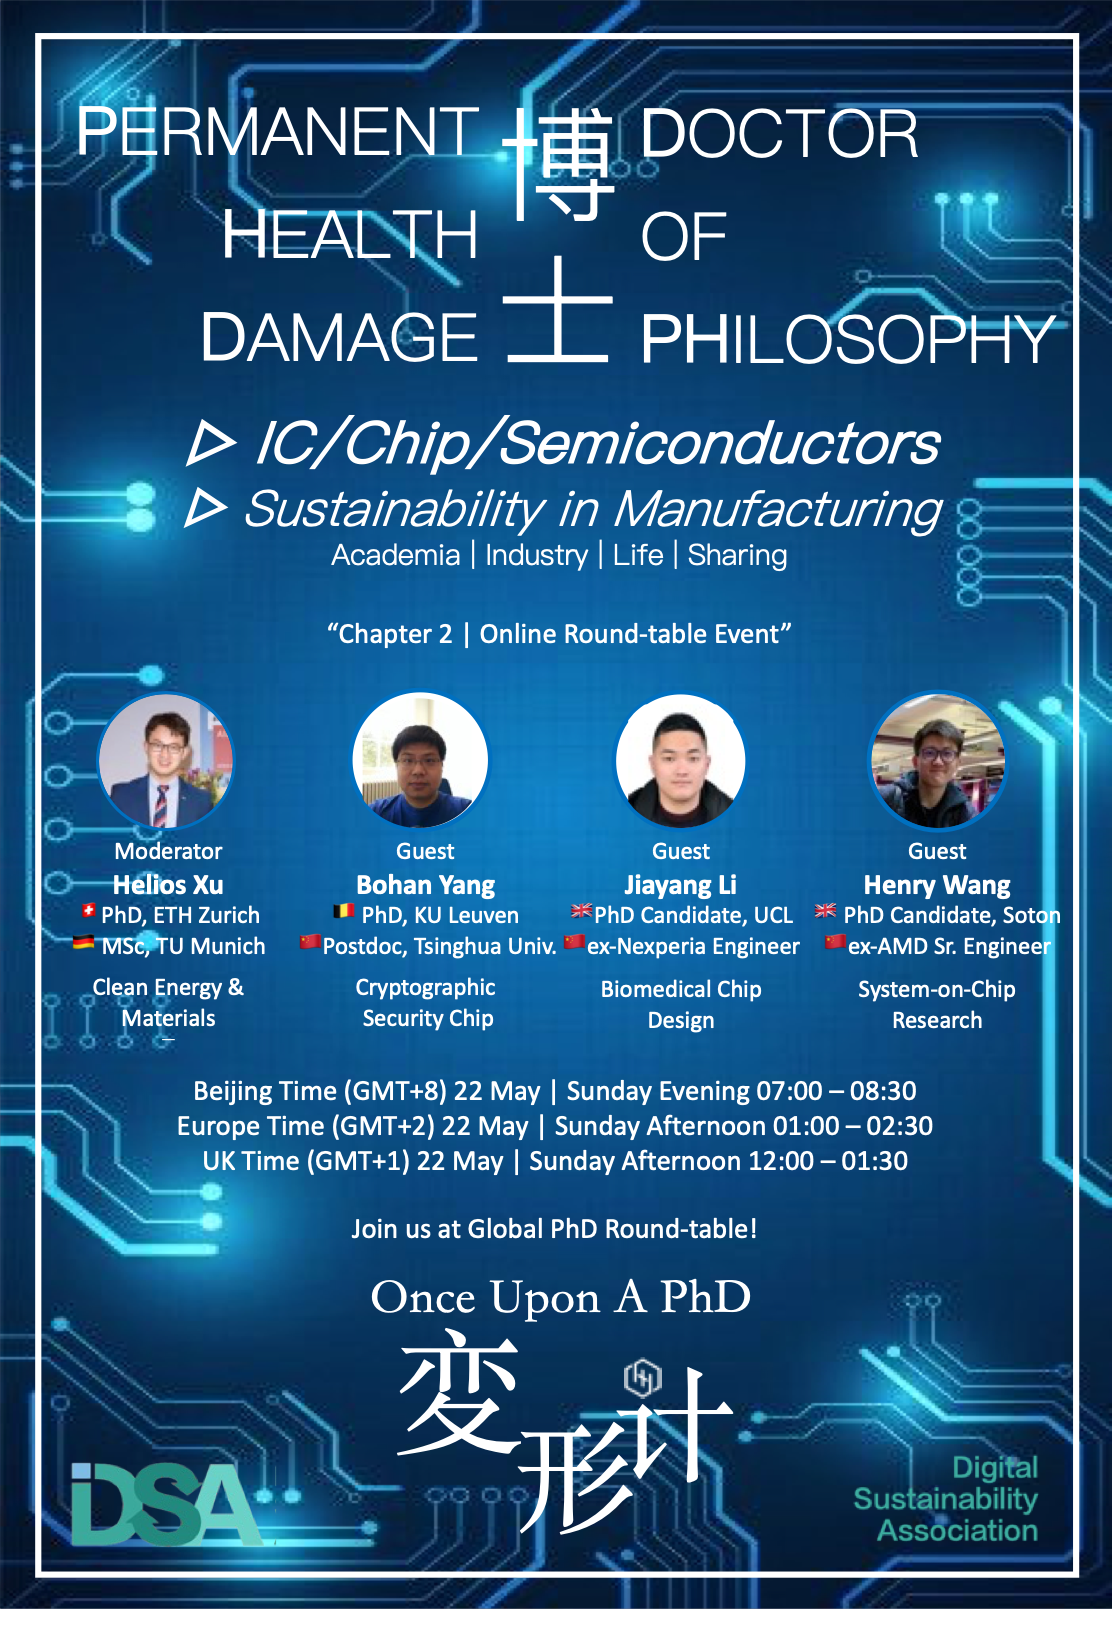 PERMANENT
HEALTH
DAMAGE
博
士
DOCTOR
OF
PHILOSOPHY
IC/Chip/Semiconductors
Sustainability in Manufacturing
Academia | Industry | Life | Sharing
“Chapter 2 | Online Round-table Event”
Moderator
Helios Xu
PhD, ETH Zurich
MSc, TU Munich
Clean Energy &
Materials
Guest
Bohan Yang
PhD, KU Leuven
Postdoc, Tsinghua Univ.
Cryptographic
Security Chip
Guest
Jiayang Li
PhD Candidate, UCL
ex-Nexperia Engineer
Biomedical Chip
Design
Guest
Henry Wang
PhD Candidate, Soton
ex-AMD Sr. Engineer
System-on-Chip
Research
Beijing Time (GMT+8) 22 May | Sunday Evening 07:00 – 08:30
Europe Time (GMT+2) 22 May | Sunday Afternoon 01:00 – 02:30
UK Time (GMT+1) 22 May | Sunday Afternoon 12:00 – 01:30
Join us at Global PhD Round-table!
Once Upon A PhD
変形计
iDSA
Digital
Sustainability
Association